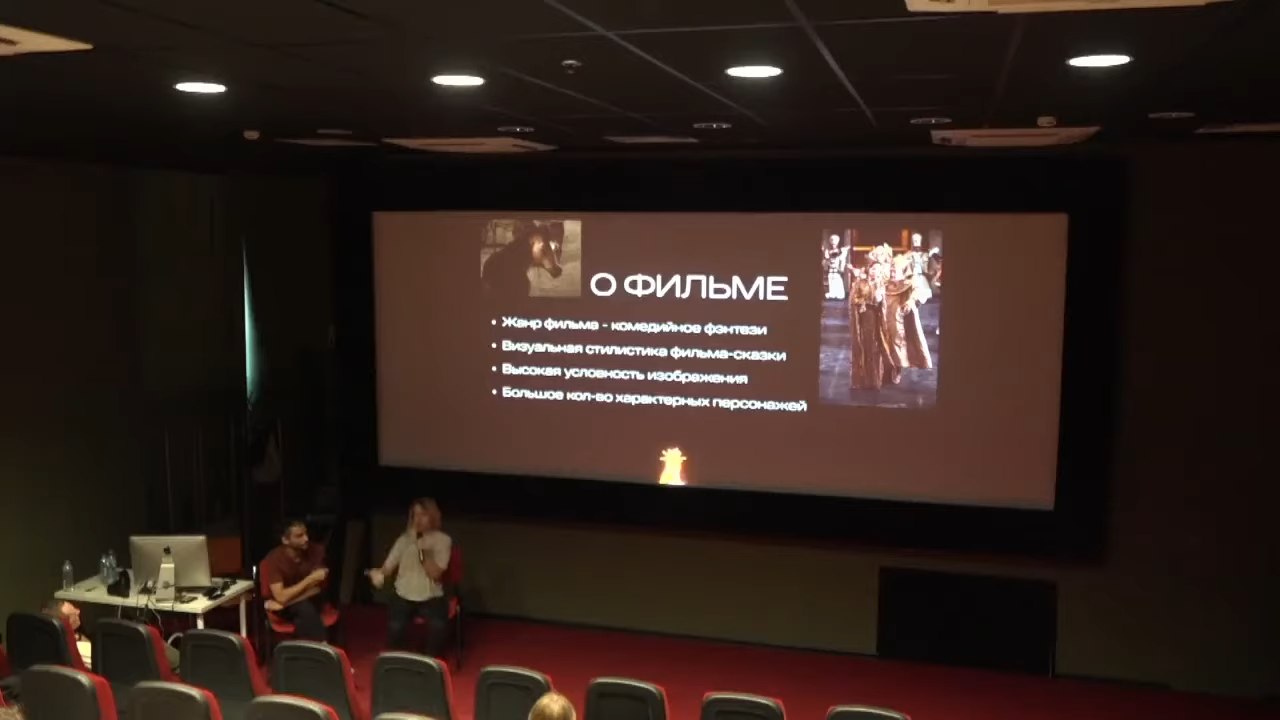 О ФИЛЬМЕ
• Жанр фильма - комедийное фэнтези
• Визуальная стилистика фильма-сказки
• Высокая условность изображения
• Большое кол-во характерных персонажей